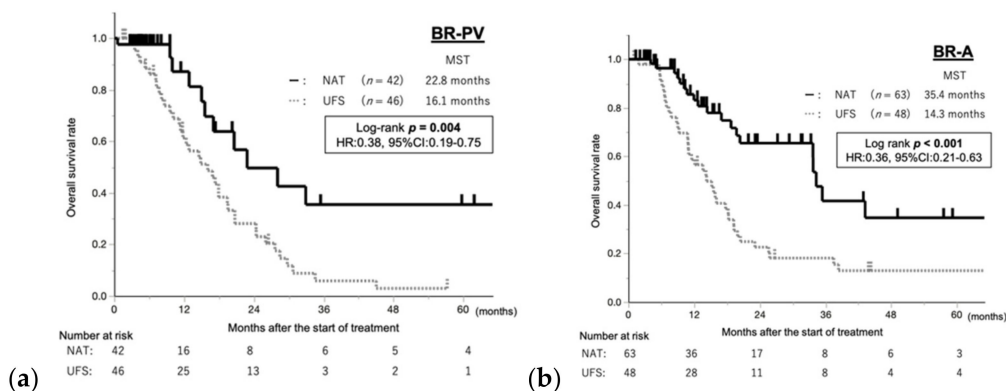 BR-PV
MST
NAT (n = 42) 22.8 months
UFS (n = 46) 16.1 months
Log-rank p = 0.004
HR:0.38, 95%CI:0.19-0.75
Overall survival rate
1.0
0.8
0.6
0.4
0.2
0.0
0 12 24 36 48 60 (months)
Months after the start of treatment
Number at risk
NAT: 42 16 8 6 5 4
UFS: 46 25 13 3 2 1
(a)
BR-A
MST
NAT (n = 63) 35.4 months
UFS (n = 48) 14.3 months
Log rank p < 0.001
HR:0.36, 95%CI:0.21-0.63
Overall survival rate
1.0
0.8
0.6
0.4
0.2
0.0
0 12 24 36 48 60 (months)
Months after the start of treatment
Number at risk
NAT: 63 36 17 8 6 3
UFS: 48 28 11 8 4 4
(b)